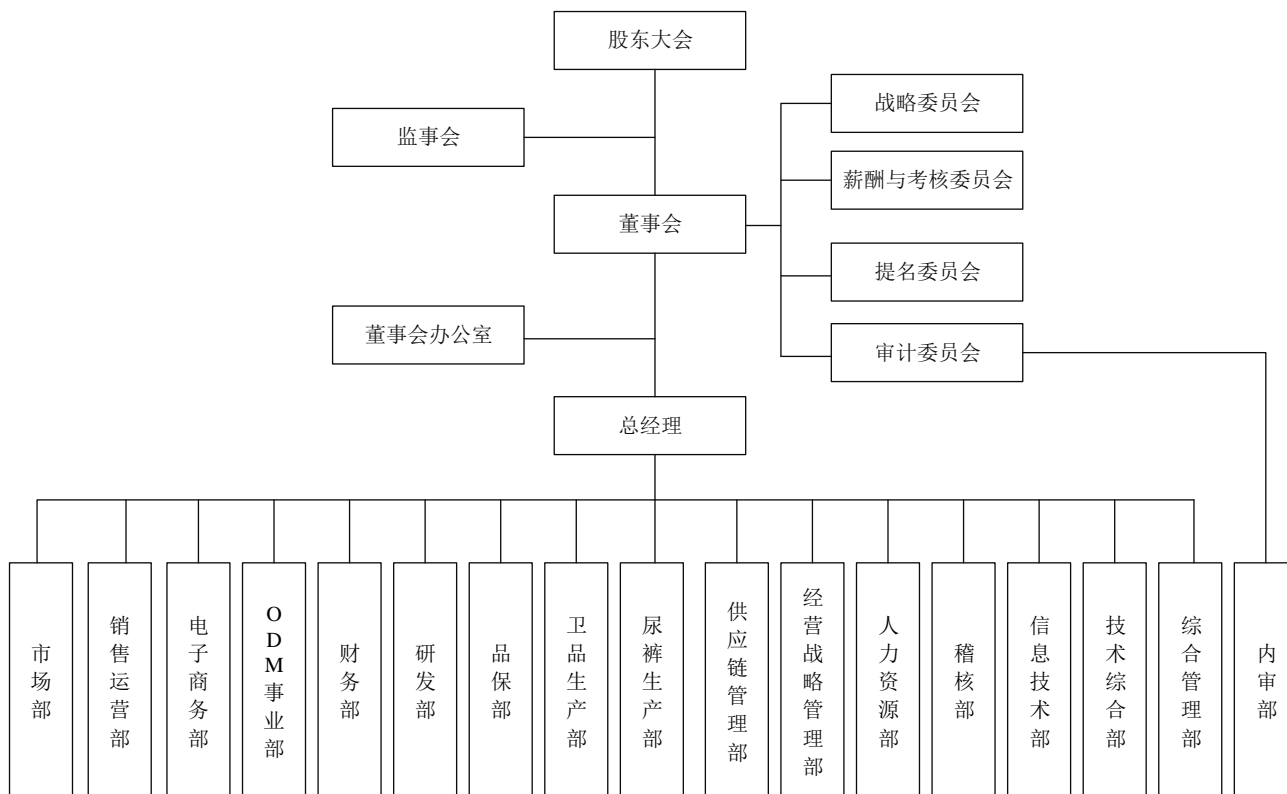 股东大会
战略委员会
监事会
薪酬与考核委员会
董事会
提名委员会
董事会办公室
审计委员会
总经理
市场部
销售运营部
电子商务部
ODM事业部
财务部
研发部
品保部
卫品生产部
尿裤生产部
供应链管理部
经营战略管理部
人力资源部
稽核部
信息技术部
技术综合部
综合管理部
内审部